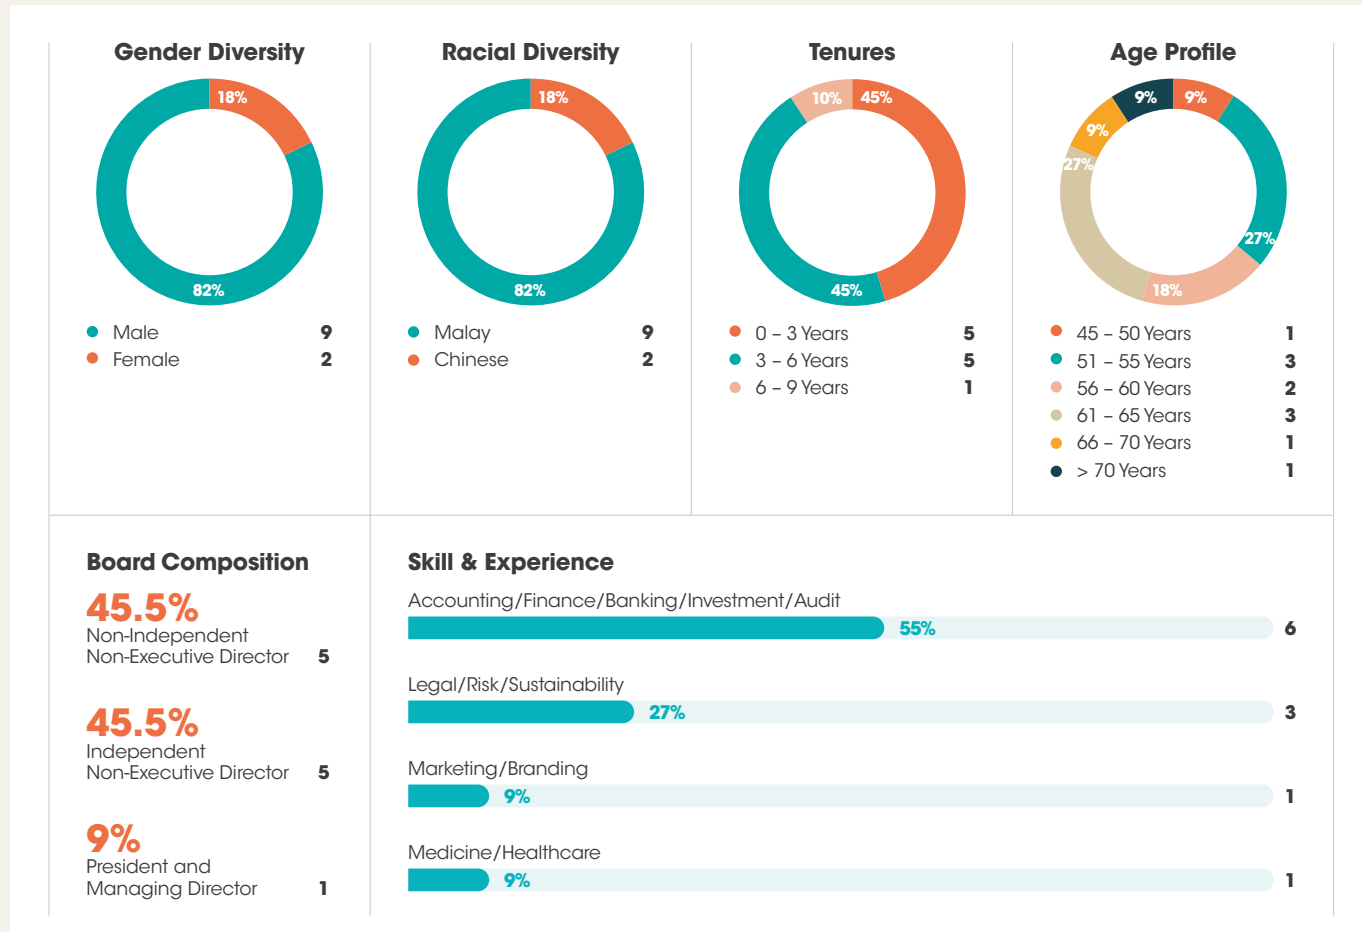 Gender Diversity
18%
82%
Male 9
Female 2
Racial Diversity
18%
82%
Malay 9
Chinese 2
Tenures
10% 45%
45%
0 – 3 Years 5
3 – 6 Years 5
6 – 9 Years 1
Age Profile
9% 9%
9%
27%
27%
18%
45 – 50 Years 1
51 – 55 Years 3
56 – 60 Years 2
61 – 65 Years 3
66 – 70 Years 1
> 70 Years 1
Board Composition
45.5%
Non-Independent
Non-Executive Director 5
45.5%
Independent
Non-Executive Director 5
9%
President and
Managing Director 1
Skill & Experience
Accounting/Finance/Banking/Investment/Audit
55% 6
Legal/Risk/Sustainability
27% 3
Marketing/Branding
9% 1
Medicine/Healthcare
9% 1